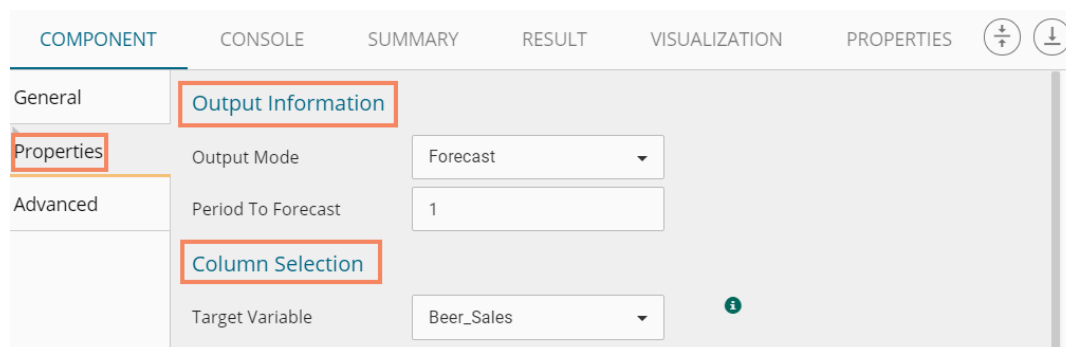 COMPONENT CONSOLE SUMMARY RESULT VISUALIZATION PROPERTIES
General
Properties
Advanced
Output Information
Output Mode Forecast
Period To Forecast 1
Column Selection
Target Variable Beer_Sales